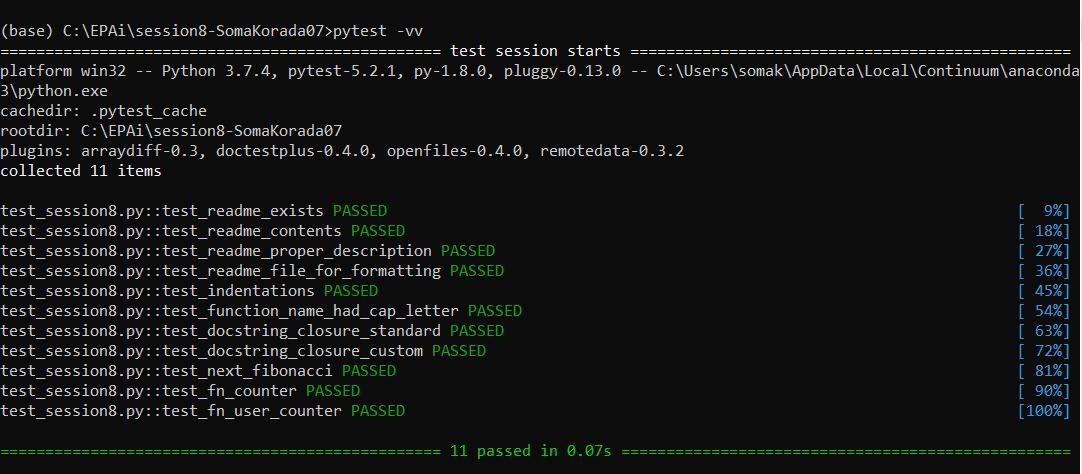 (base) C:\EPAi\session8-SomaKorada07>pytest -vv
================================================= test session starts =================================================
platform win32 -- Python 3.7.4, pytest-5.2.1, py-1.8.0, pluggy-0.13.0 -- C:\Users\somak\AppData\Local\Continuum\anaconda
3\python.exe
cachedir: .pytest_cache
rootdir: C:\EPAi\session8-SomaKorada07
plugins: arraydiff-0.3, doctestplus-0.4.0, openfiles-0.4.0, remotedata-0.3.2
collected 11 items
test_session8.py::test_readme_exists PASSED [  9%]
test_session8.py::test_readme_contents PASSED [ 18%]
test_session8.py::test_readme_proper_description PASSED [ 27%]
test_session8.py::test_readme_file_for_formatting PASSED [ 36%]
test_session8.py::test_indentations PASSED [ 45%]
test_session8.py::test_function_name_had_cap_letter PASSED [ 54%]
test_session8.py::test_docstring_closure_standard PASSED [ 63%]
test_session8.py::test_docstring_closure_custom PASSED [ 72%]
test_session8.py::test_next_fibonacci PASSED [ 81%]
test_session8.py::test_fn_counter PASSED [ 90%]
test_session8.py::test_fn_user_counter PASSED [100%]
================================================= 11 passed in 0.07s ==================================================